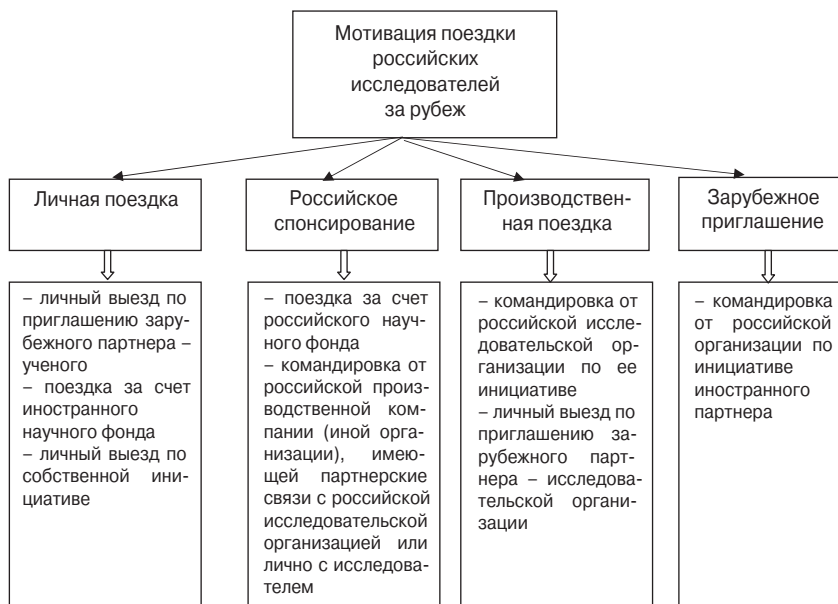 Мотивация поездки
российских
исследователей
за рубеж
Личная поездка
Российское
спонсирование
Производствен-
ная поездка
Зарубежное
приглашение
– личный выезд по
приглашению зару-
бежного партнера –
ученого
– поездка за счет
иностранного
научного фонда
– личный выезд по
собственной ини-
циативе
– поездка за счет
российского науч-
ного фонда
– командировка от
российской произ-
водственной ком-
пании (иной орга-
низации), имею-
щей партнерские
связи с российской
исследовательской
организацией или
лично с исследова-
телем
– командировка от
российской иссле-
довательской ор-
ганизации по ее
инициативе
– личный выезд по
приглашению за-
рубежного парт-
нера – исследова-
тельской органи-
зации
– командировка
от российской
организации по
инициативе
иностранного
партнера